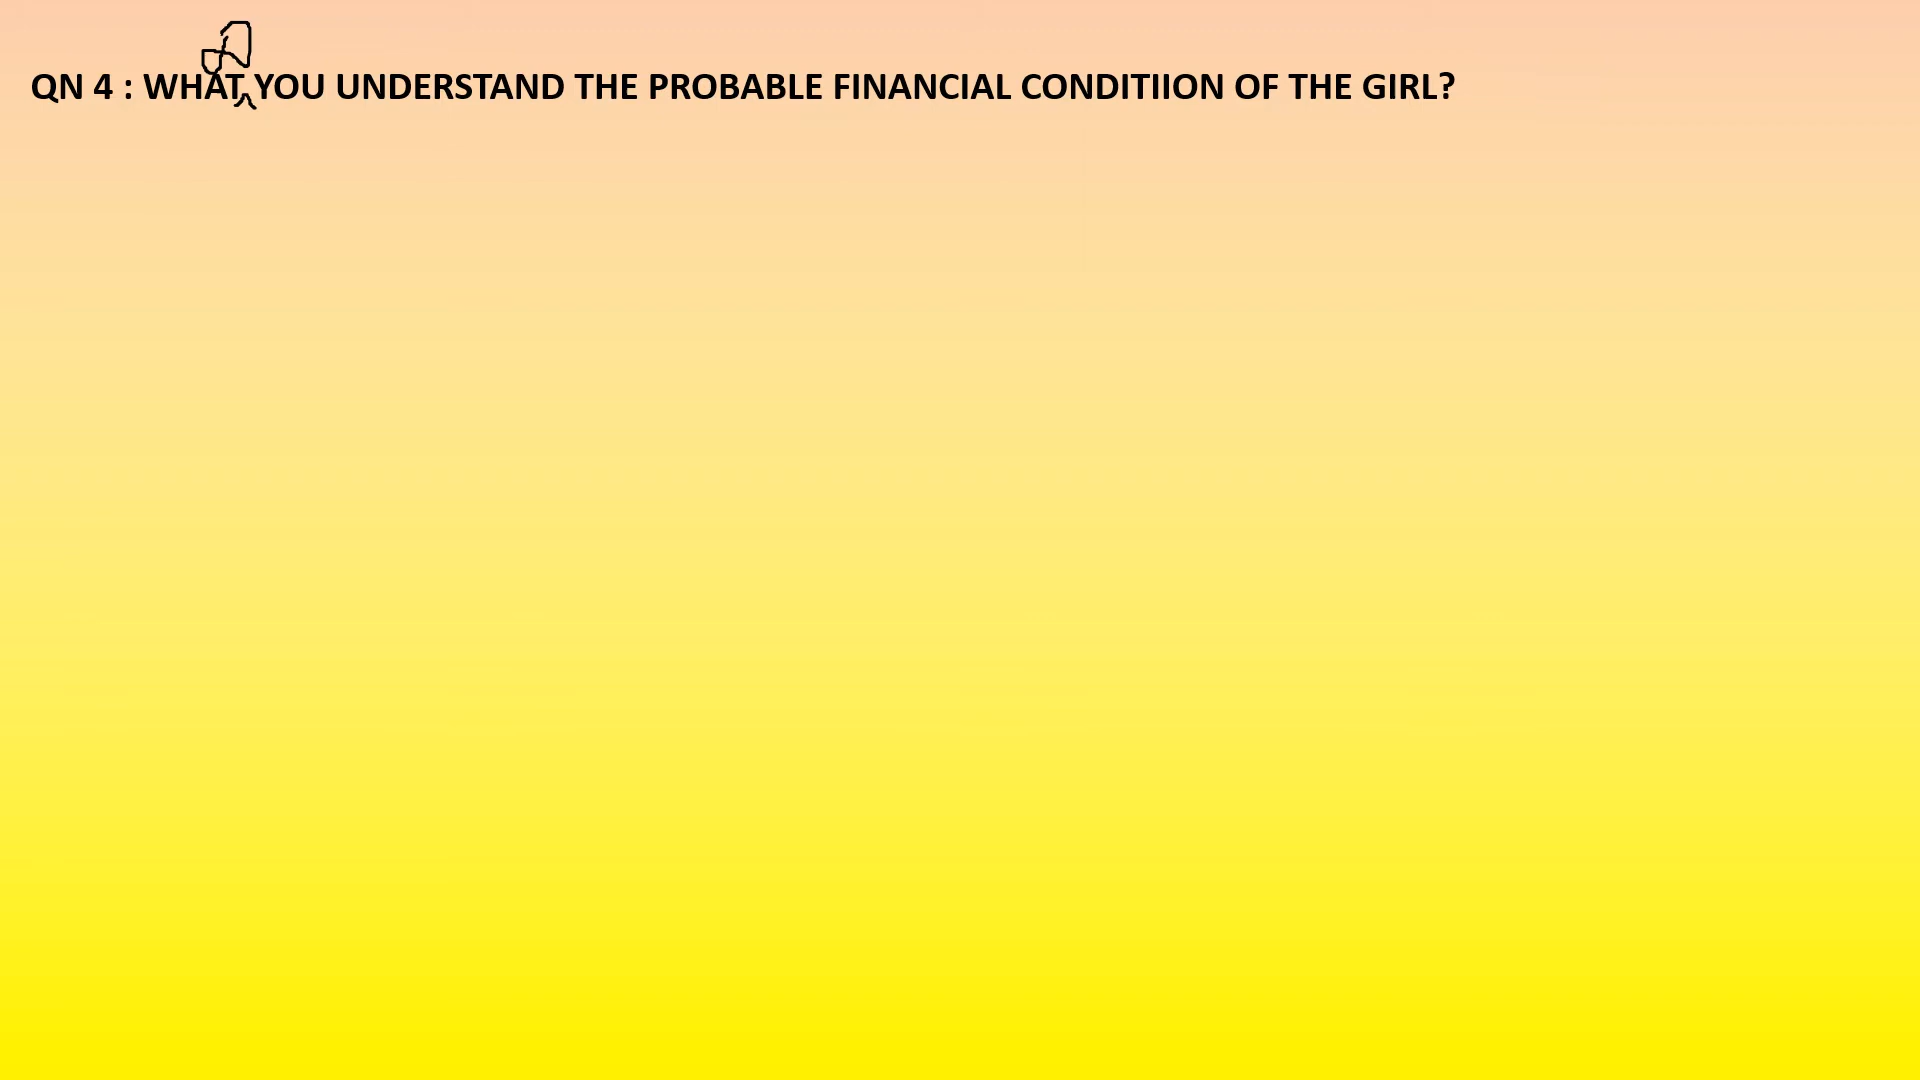 QN 4 : WHAT YOU UNDERSTAND THE PROBABLE FINANCIAL CONDITIION OF THE GIRL?